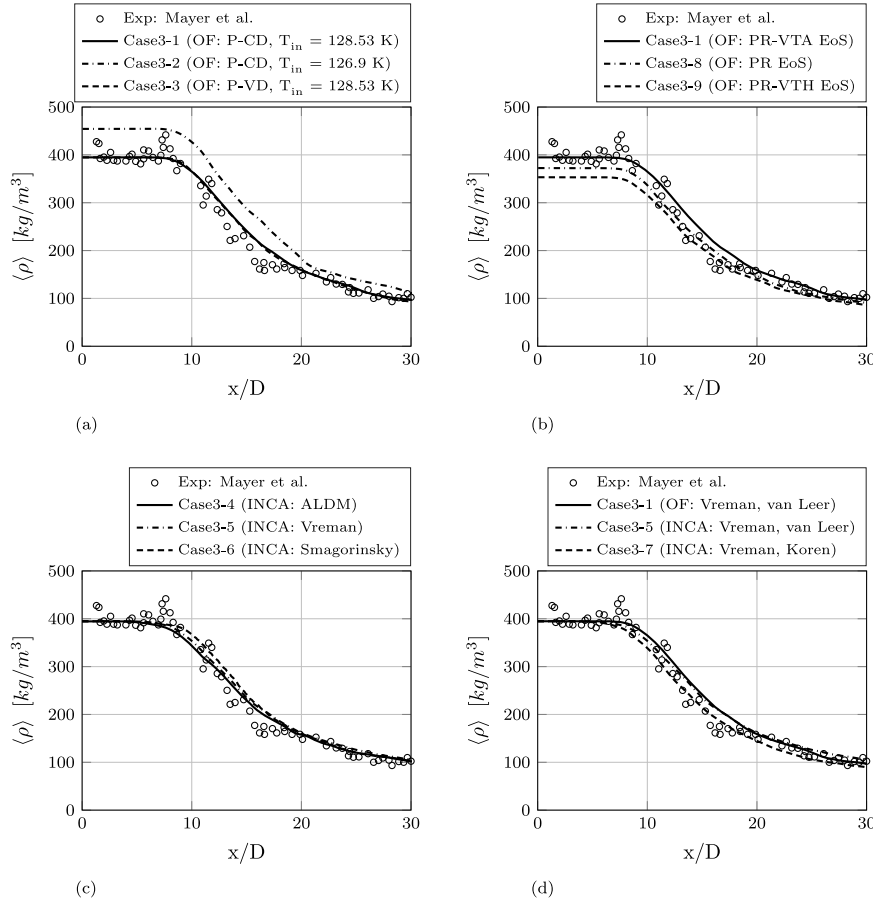 Exp: Mayer et al.
Case3-1 (OF: P-CD, T_in = 128.53 K)
Case3-2 (OF: P-CD, T_in = 126.9 K)
Case3-3 (OF: P-VD, T_in = 128.53 K)
500
400
300
200
100
0
⟨ρ⟩ [kg/m³]
0 10 20 30
x/D
(a)
Exp: Mayer et al.
Case3-1 (OF: PR-VTA EoS)
Case3-8 (OF: PR EoS)
Case3-9 (OF: PR-VTH EoS)
500
400
300
200
100
0
⟨ρ⟩ [kg/m³]
0 10 20 30
x/D
(b)
Exp: Mayer et al.
Case3-4 (INCA: ALDM)
Case3-5 (INCA: Vreman)
Case3-6 (INCA: Smagorinsky)
500
400
300
200
100
0
⟨ρ⟩ [kg/m³]
0 10 20 30
x/D
(c)
Exp: Mayer et al.
Case3-1 (OF: Vreman, van Leer)
Case3-5 (INCA: Vreman, van Leer)
Case3-7 (INCA: Vreman, Koren)
500
400
300
200
100
0
⟨ρ⟩ [kg/m³]
0 10 20 30
x/D
(d)